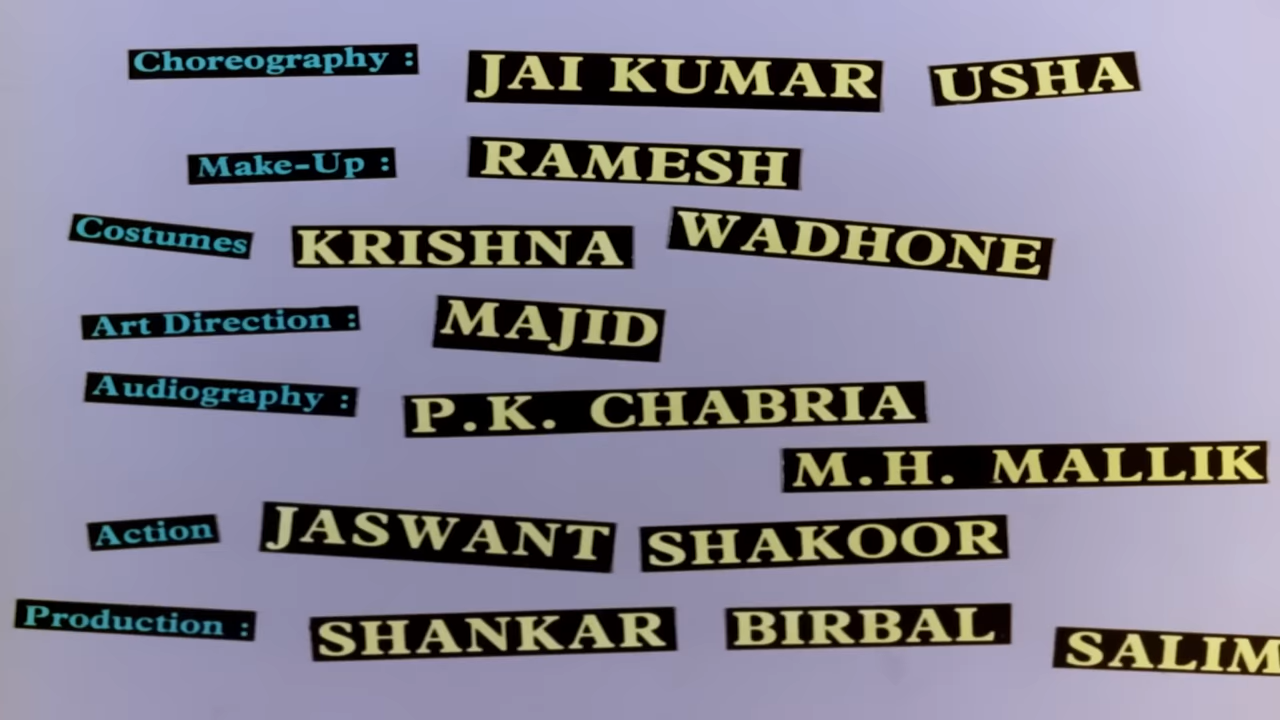 Choreography : JAI KUMAR USHA
Make-Up : RAMESH
Costumes KRISHNA WADHONE
Art Direction : MAJID
Audiography : P.K. CHABRIA
M.H. MALLIK
Action JASWANT SHAKOOR
Production : SHANKAR BIRBAL SALIM